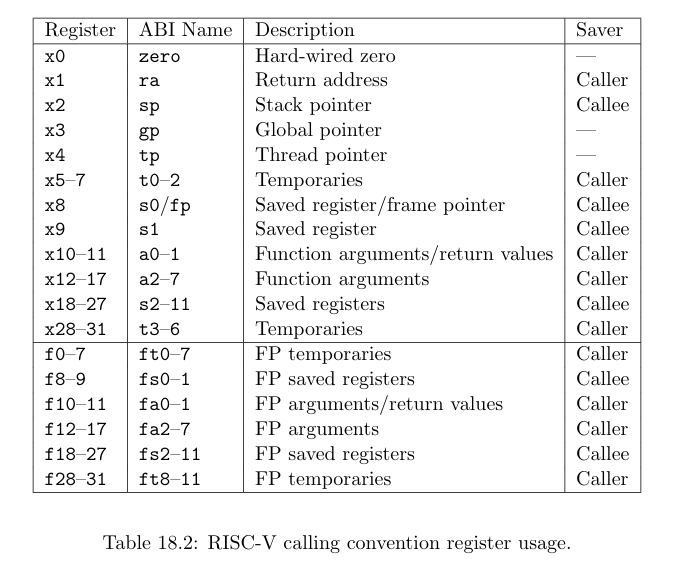 Register ABI Name Description Saver
x0 zero Hard-wired zero —
x1 ra Return address Caller
x2 sp Stack pointer Callee
x3 gp Global pointer —
x4 tp Thread pointer —
x5–7 t0–2 Temporaries Caller
x8 s0/fp Saved register/frame pointer Callee
x9 s1 Saved register Callee
x10–11 a0–1 Function arguments/return values Caller
x12–17 a2–7 Function arguments Caller
x18–27 s2–11 Saved registers Callee
x28–31 t3–6 Temporaries Caller
f0–7 ft0–7 FP temporaries Caller
f8–9 fs0–1 FP saved registers Callee
f10–11 fa0–1 FP arguments/return values Caller
f12–17 fa2–7 FP arguments Caller
f18–27 fs2–11 FP saved registers Callee
f28–31 ft8–11 FP temporaries Caller
Table 18.2: RISC-V calling convention register usage.